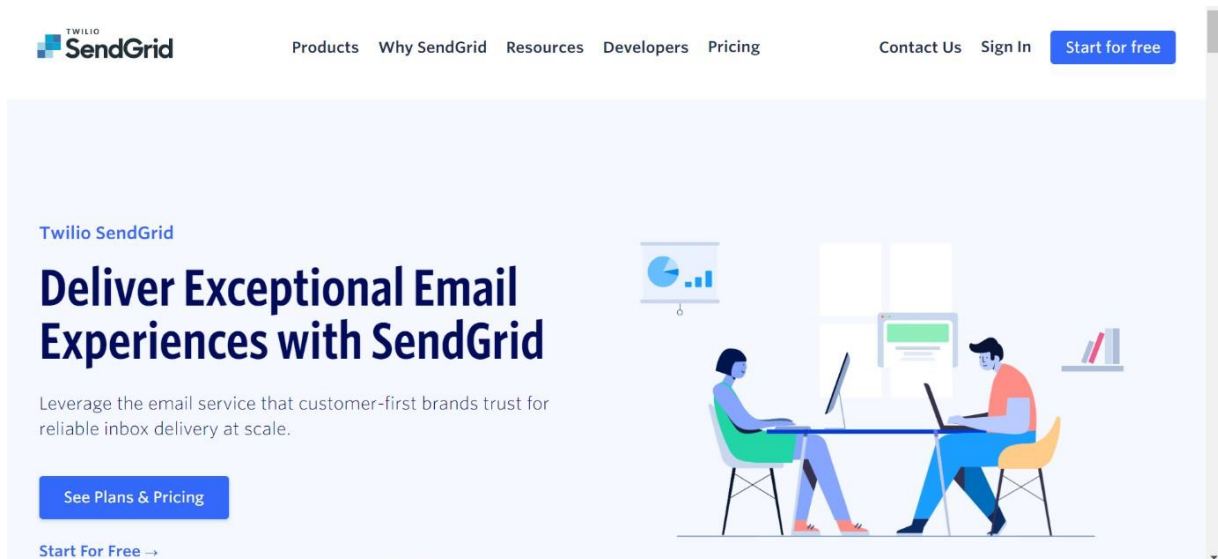 TWILIO
SendGrid
Products Why SendGrid Resources Developers Pricing Contact Us Sign In Start for free
Twilio SendGrid
Deliver Exceptional Email
Experiences with SendGrid
Leverage the email service that customer-first brands trust for
reliable inbox delivery at scale.
See Plans & Pricing
Start For Free →